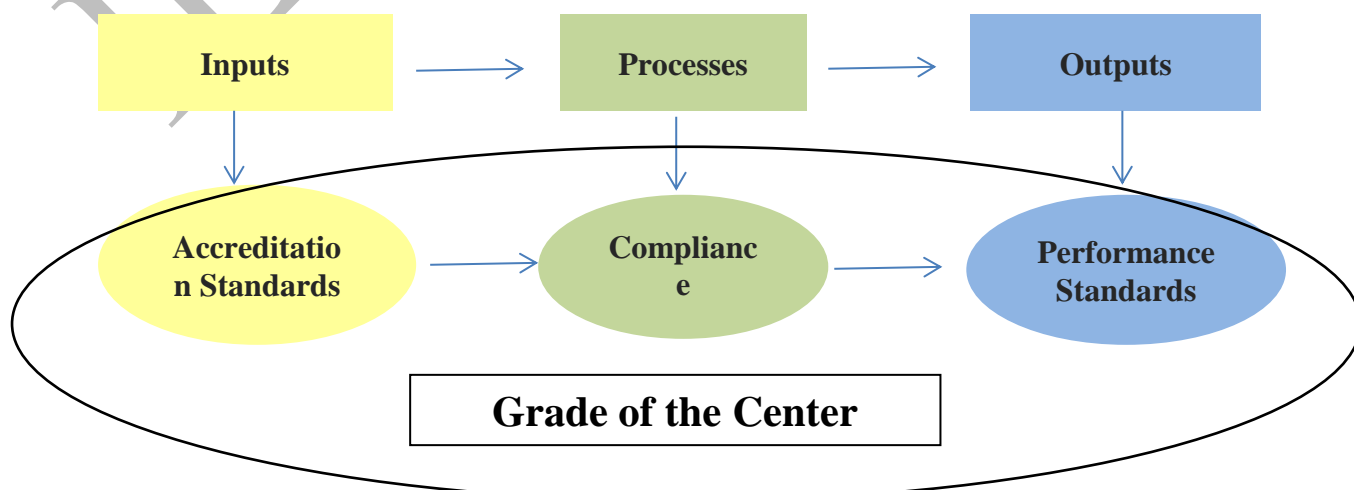 Inputs
Processes
Outputs
Accreditatio
n Standards
Complianc
e
Performance
Standards
Grade of the Center